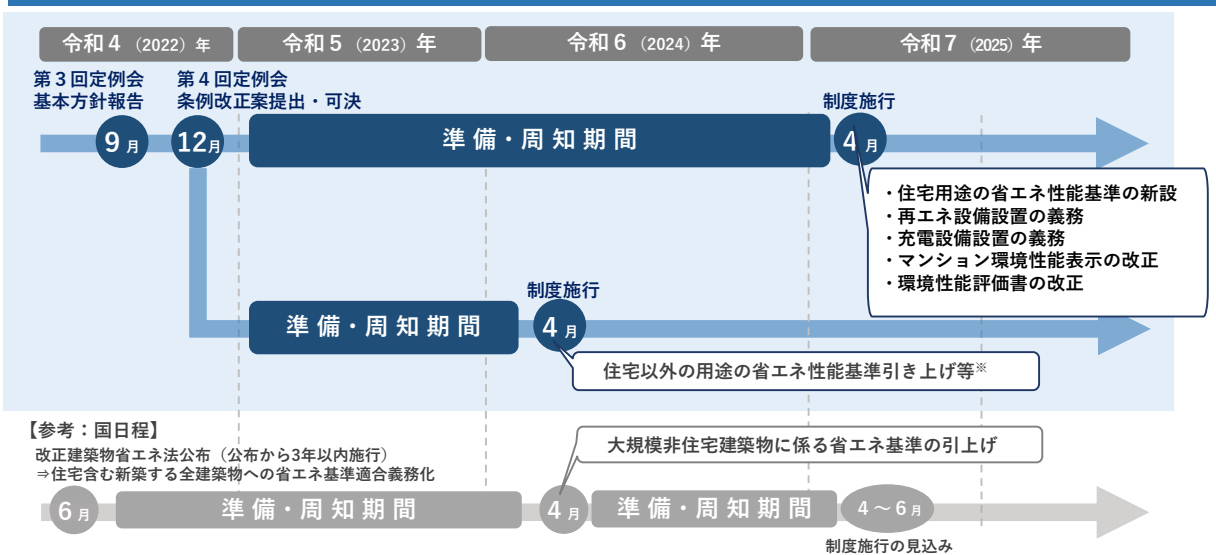 令和４（2022）年
令和５（2023）年
令和６（2024）年
令和７（2025）年
第３回定例会
基本方針報告
第４回定例会
条例改正案提出・可決
制度施行
9月
12月
準備・周知期間
4月
・住宅用途の省エネ性能基準の新設
・再エネ設備設置の義務
・充電設備設置の義務
・マンション環境性能表示の改正
・環境性能評価書の改正
制度施行
準備・周知期間
4月
住宅以外の用途の省エネ性能基準引き上げ等※
【参考：国日程】
改正建築物省エネ法公布（公布から3年以内施行）
⇒住宅含む新築する全建築物への省エネ基準適合義務化
大規模非住宅建築物に係る省エネ基準の引上げ
6月
準備・周知期間
4月
準備・周知期間
4～6月
制度施行の見込み